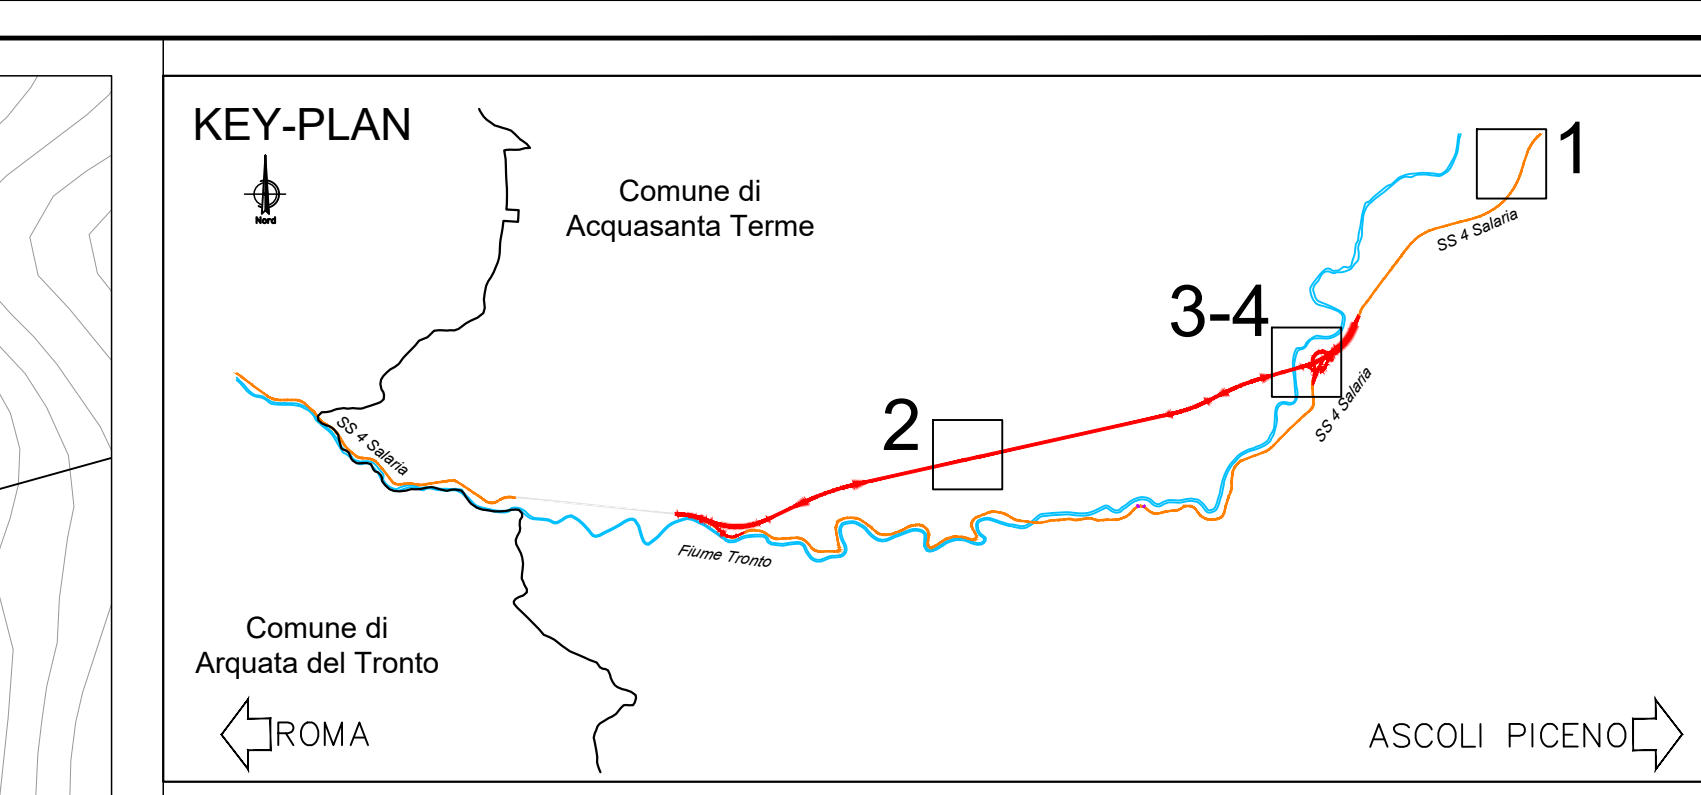 KEY-PLAN
Nord
Comune di
Acquasanta Terme
1
SS 4 Salaria
3-4
SS 4 Salaria
2
SS 4 Salaria
Fiume Tronto
Comune di
Arquata del Tronto
ROMA
ASCOLI PICENO